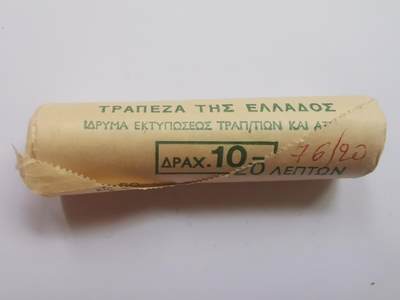 ΤΡΑΠΕΖΑ ΤΗΣ ΕΛΛΑΔΟΣ
ΙΔΡΥΜΑ ΕΚΤΥΠΩΣΕΩΣ ΤΡΑΠ/ΤΙΩΝ ΚΑΙ
ΔΡΑΧ. 10.- 76/20
20 ΛΕΠΤΩΝ